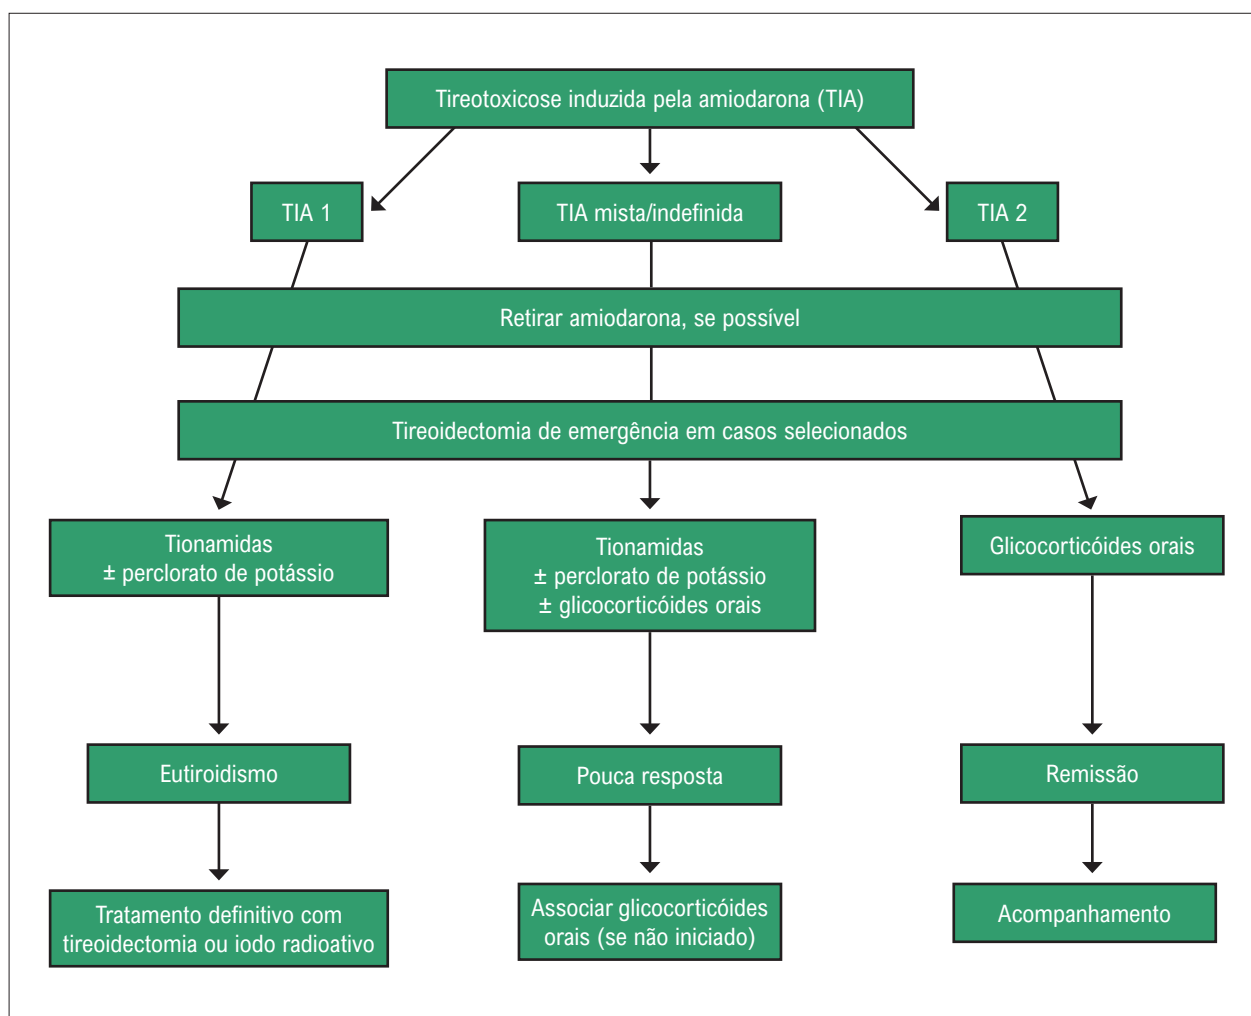 Tireotoxicose induzida pela amiodarona (TIA)
TIA 1
TIA mista/indefinida
TIA 2
Retirar amiodarona, se possível
Tireoidectomia de emergência em casos selecionados
Tionamidas
± perclorato de potássio
Tionamidas
± perclorato de potássio
± glicocorticóides orais
Glicocorticóides orais
Eutiroidismo
Pouca resposta
Remissão
Tratamento definitivo com
tireoidectomia ou iodo radioativo
Associar glicocorticóides
orais (se não iniciado)
Acompanhamento